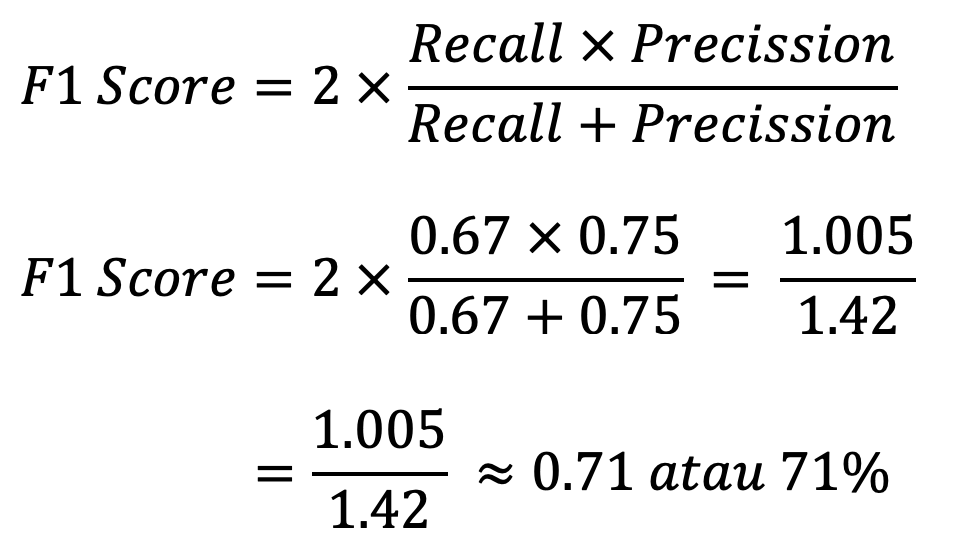 F1 Score = 2 × Recall × Precission / Recall + Precission
F1 Score = 2 × 0.67 × 0.75 / 0.67 + 0.75 = 1.005 / 1.42
= 1.005 / 1.42 ≈ 0.71 atau 71%